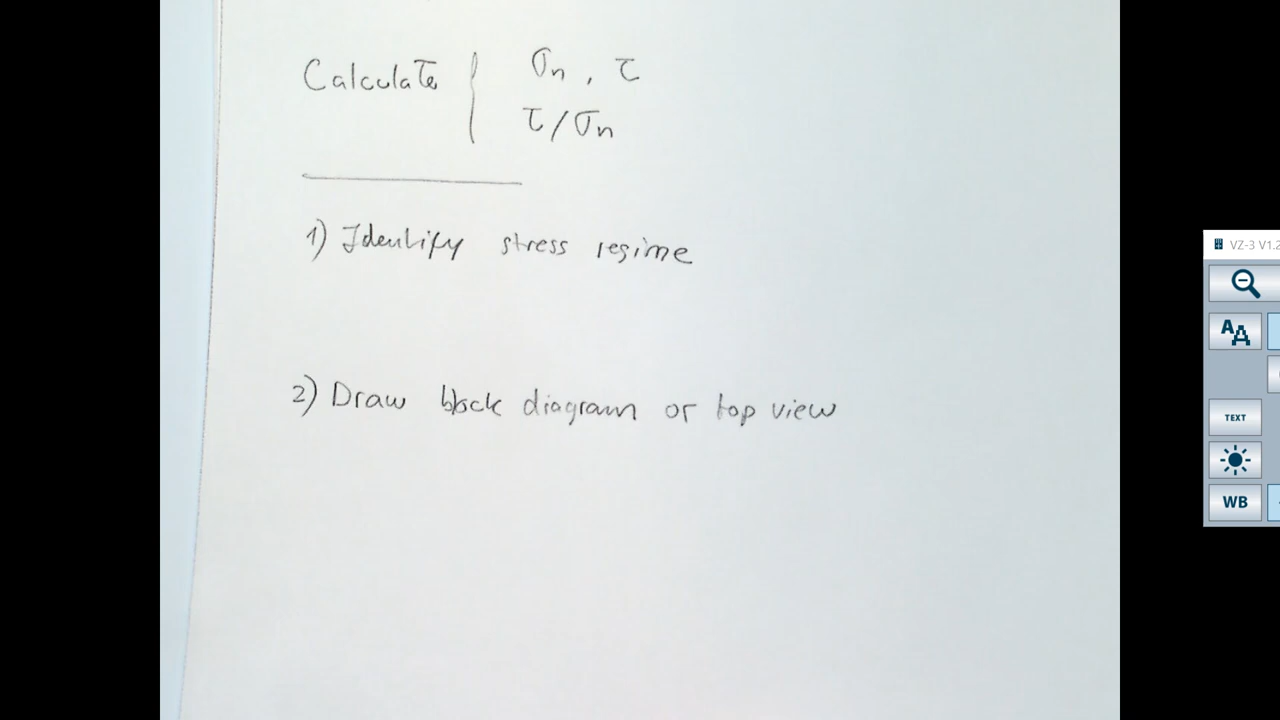 Calculate { σn , τ
τ/σn
1) Identify stress regime
2) Draw block diagram or top view
VZ-3 V1.2
AA
TEXT
WB